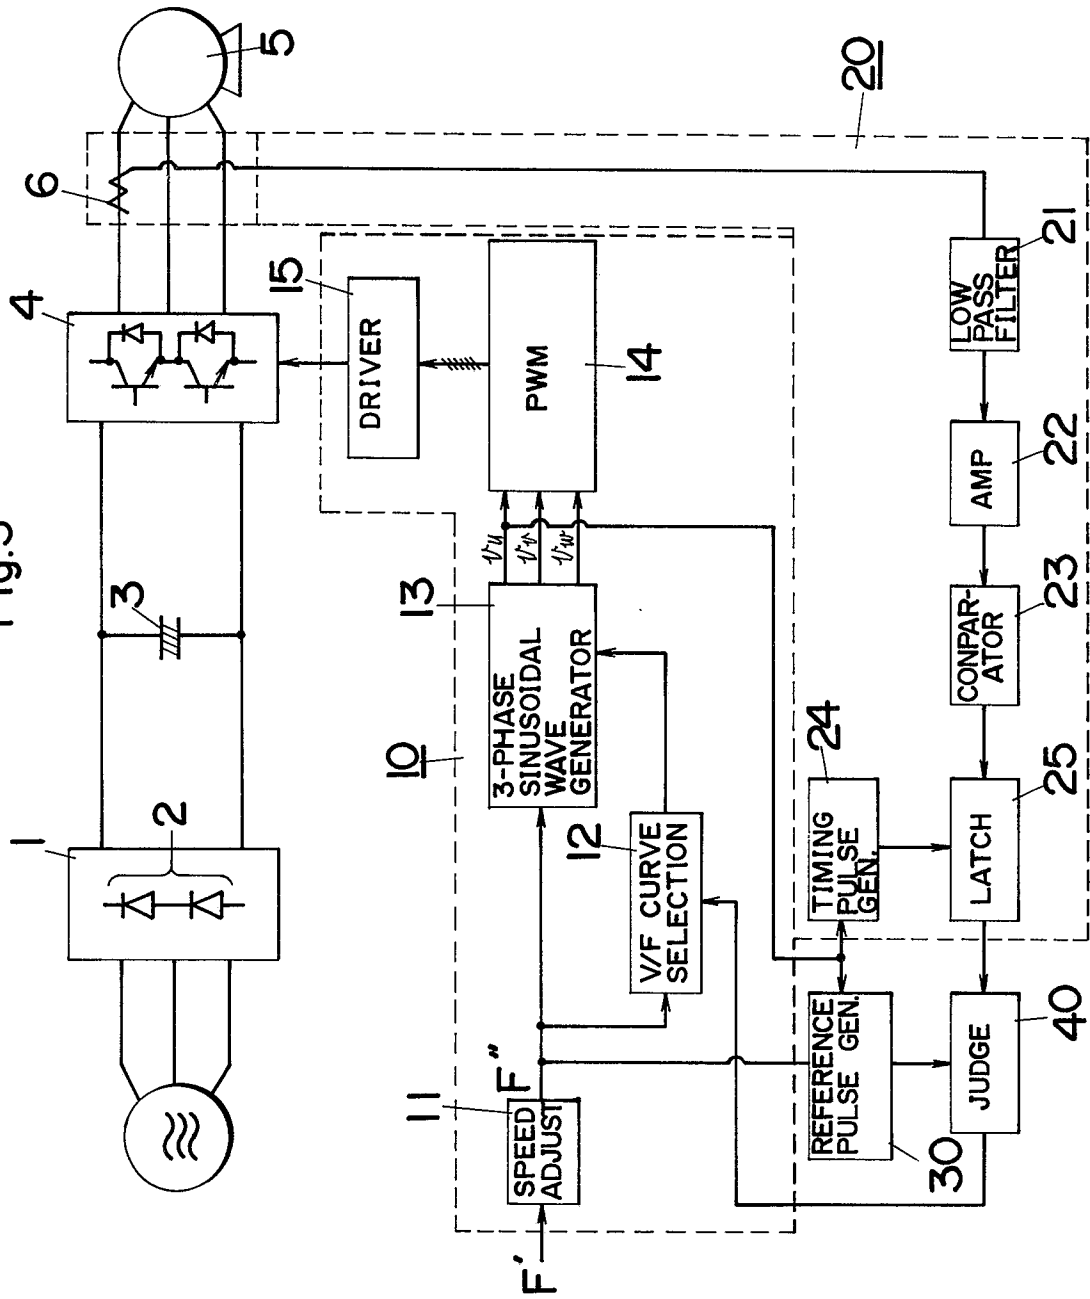 Fig.3
1
2
3
4
5
6
20
10
15
DRIVER
14
PWM
13
3-PHASE
SINUSOIDAL
WAVE
GENERATOR
vu
vv
vw
12
V/F CURVE
SELECTION
11
SPEED
ADJUST
F'
F"
24
TIMING
PULSE
GEN.
REFERENCE
PULSE GEN.
30
21
LOW
PASS
FILTER
22
AMP
23
CONPAR-
ATOR
25
LATCH
40
JUDGE